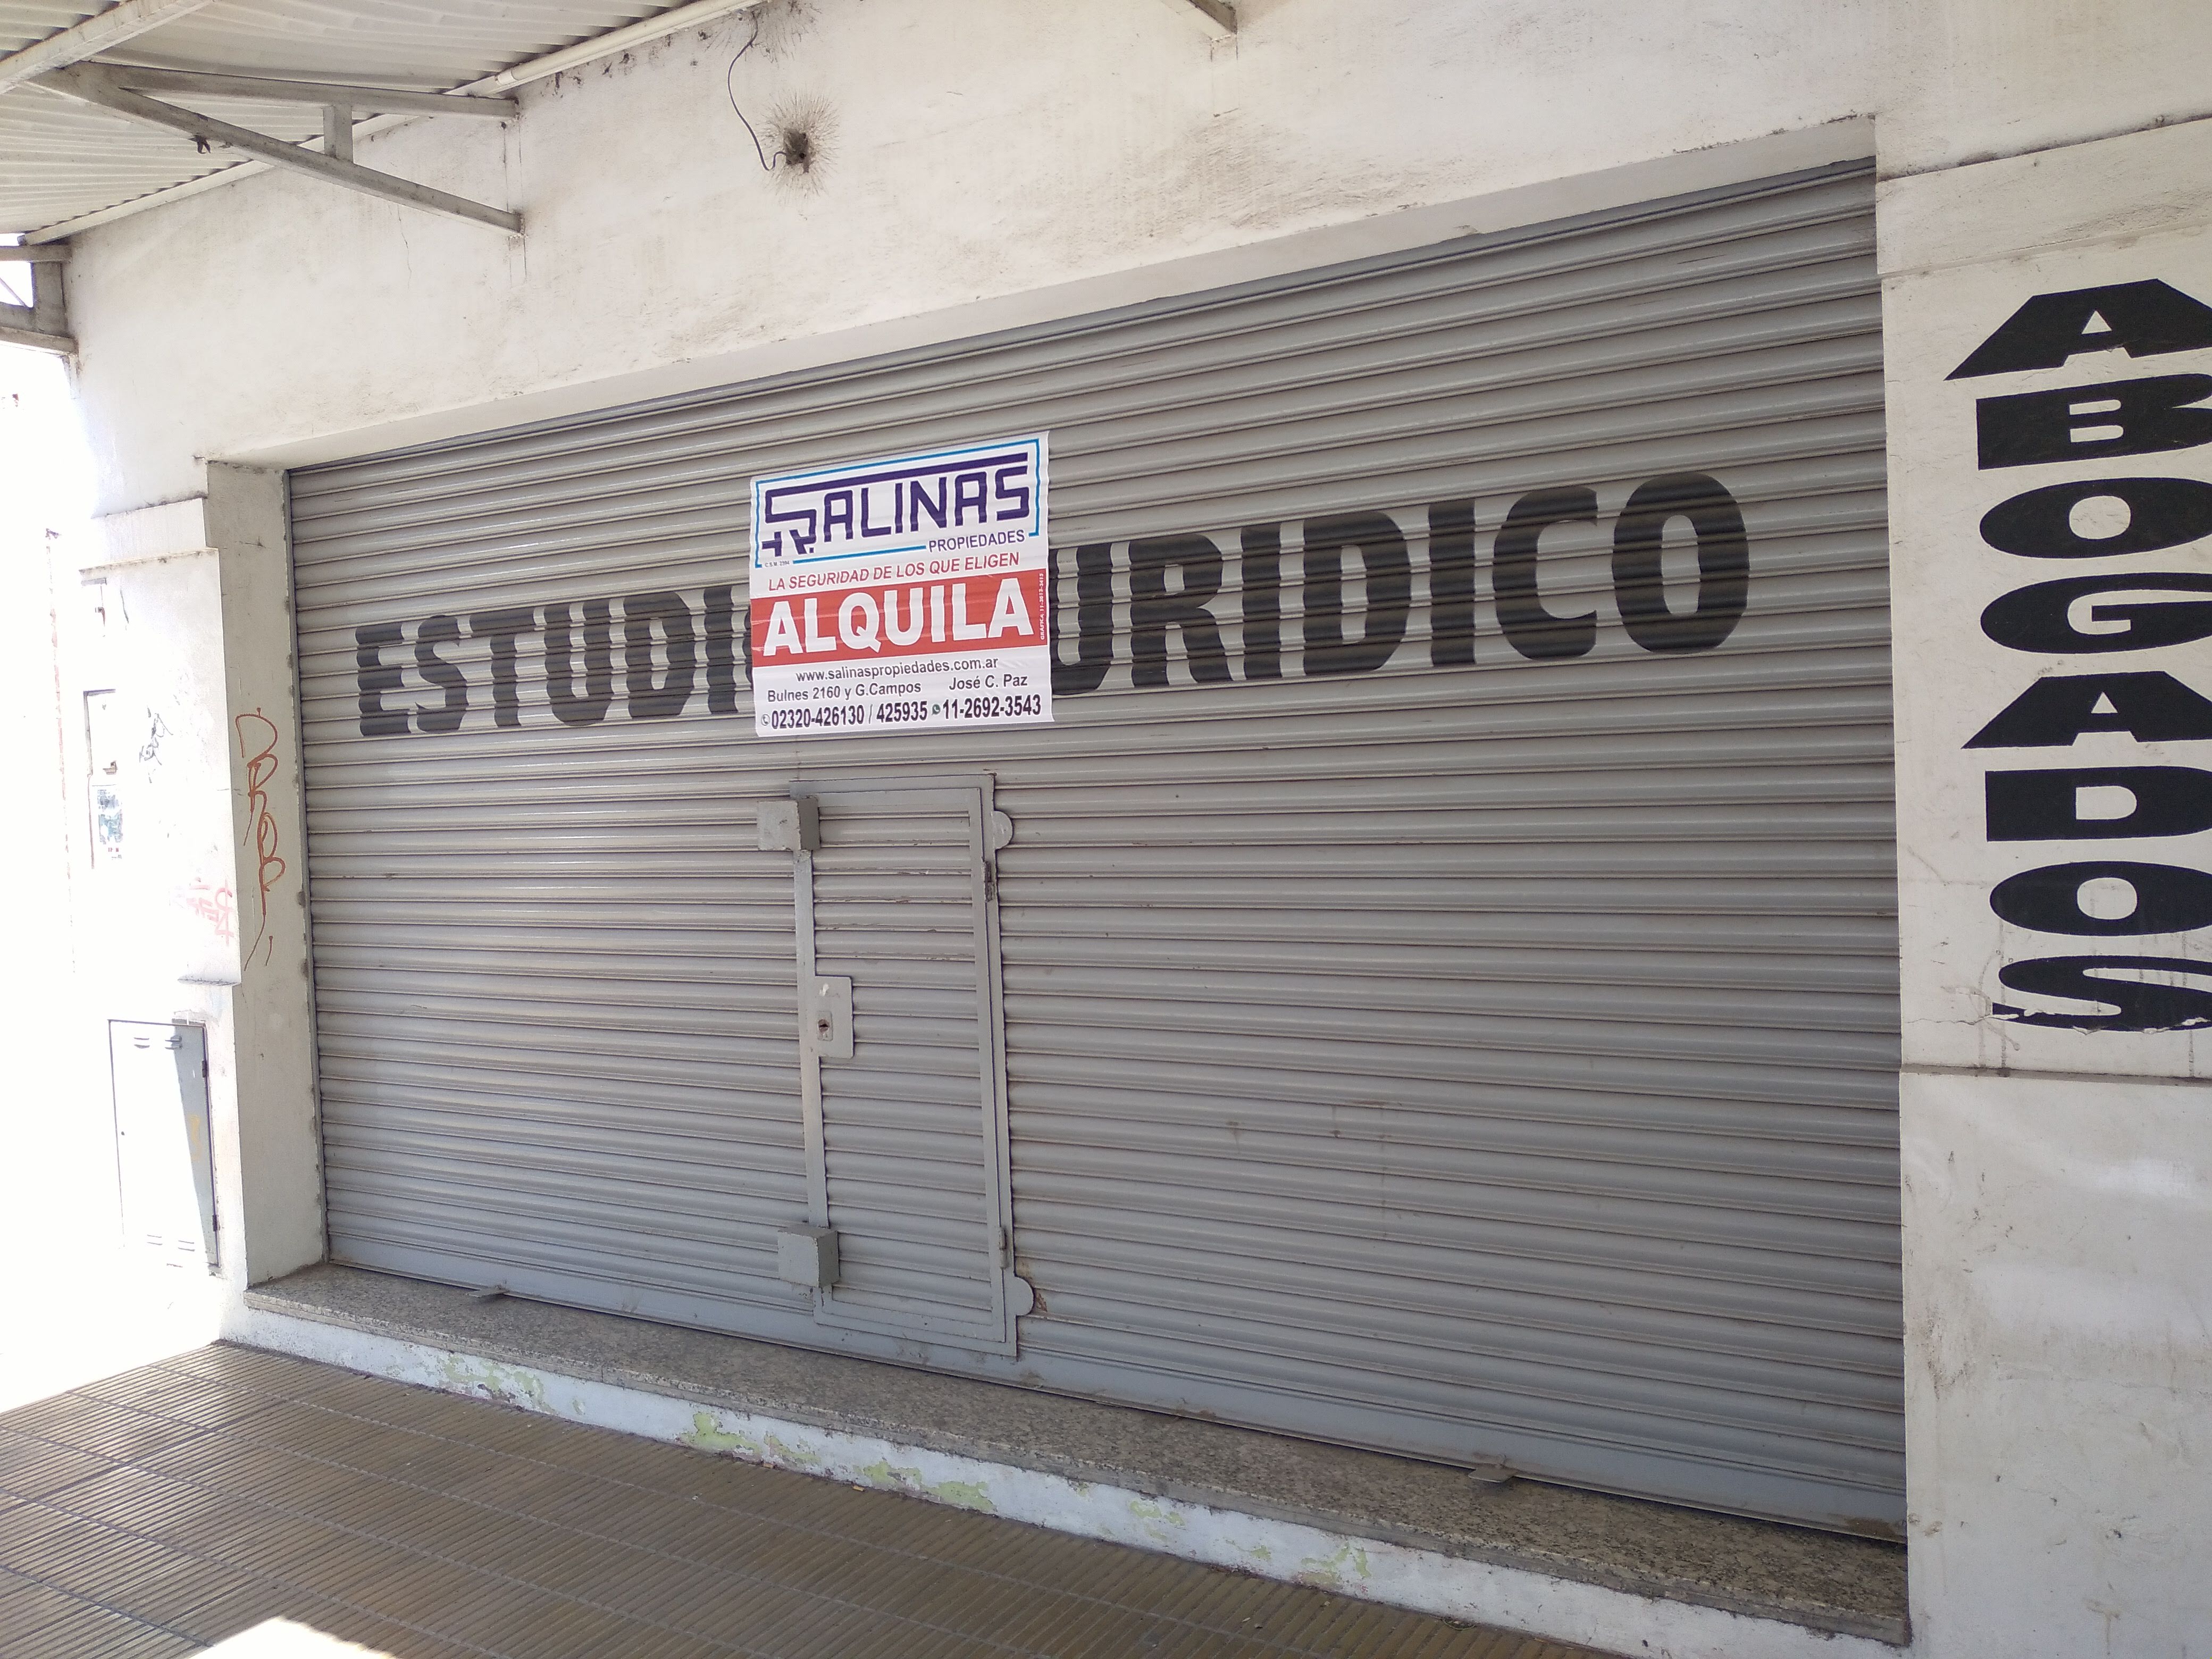 SALINAS
PROPIEDADES
C.S.M. 2394
LA SEGURIDAD DE LOS QUE ELIGEN
ALQUILA
www.salinaspropiedades.com.ar
Bulnes 2160 y G.Campos José C. Paz
02320-426130 / 425935 11-2692-3543
ESTUDI URIDICO
ABOGADOS